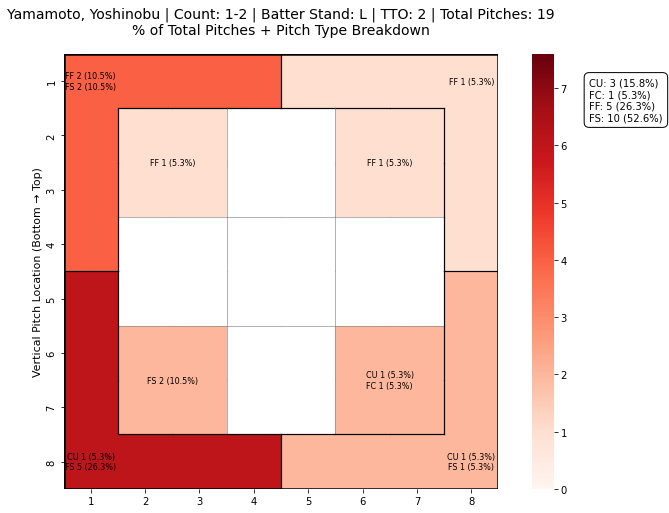 Yamamoto, Yoshinobu | Count: 1-2 | Batter Stand: L | TTO: 2 | Total Pitches: 19
% of Total Pitches + Pitch Type Breakdown
FF 2 (10.5%)
FS 2 (10.5%)
FF 1 (5.3%)
FF 1 (5.3%)
FF 1 (5.3%)
FS 2 (10.5%)
CU 1 (5.3%)
FC 1 (5.3%)
CU 1 (5.3%)
FS 5 (26.3%)
CU 1 (5.3%)
FS 1 (5.3%)
Vertical Pitch Location (Bottom → Top)
1
2
3
4
5
6
7
8
1 2 3 4 5 6 7 8
7
6
5
4
3
2
1
0
CU: 3 (15.8%)
FC: 1 (5.3%)
FF: 5 (26.3%)
FS: 10 (52.6%)